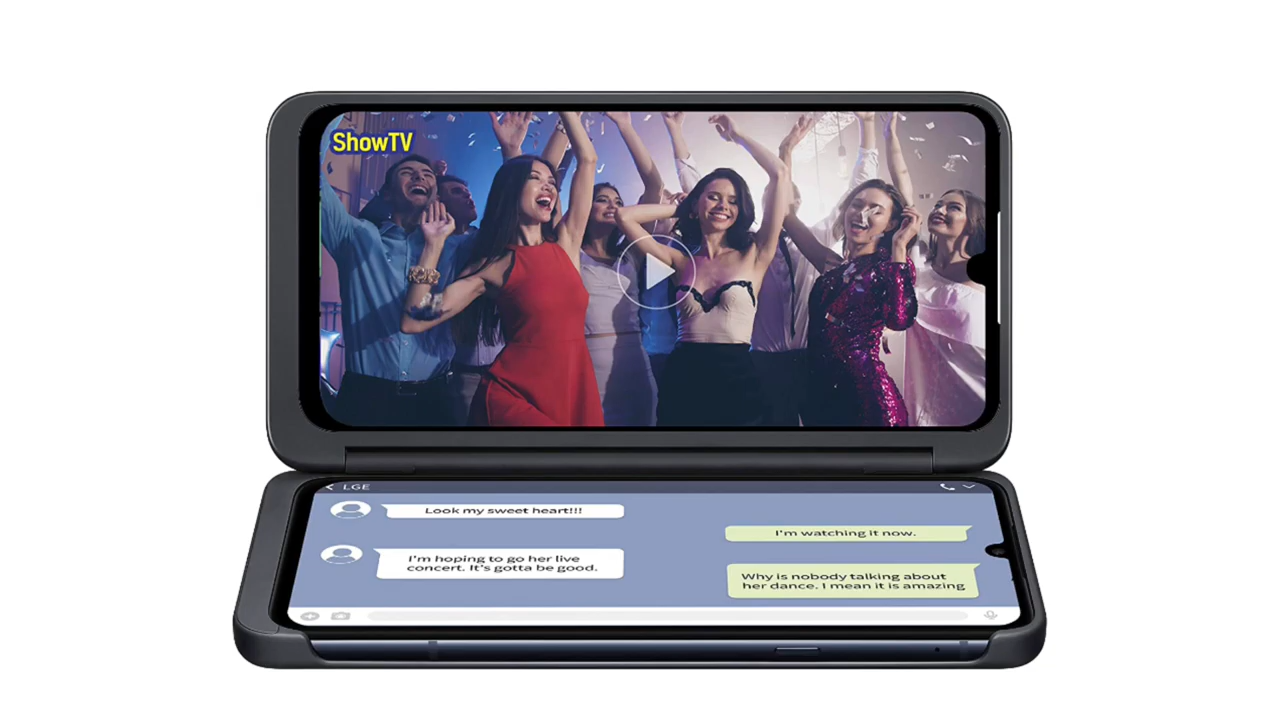 ShowTV
LGE
Look my sweet heart!!!
I'm watching it now.
I'm hoping to go her live
concert. It's gotta be good.
Why is nobody talking about
her dance. I mean it is amazing